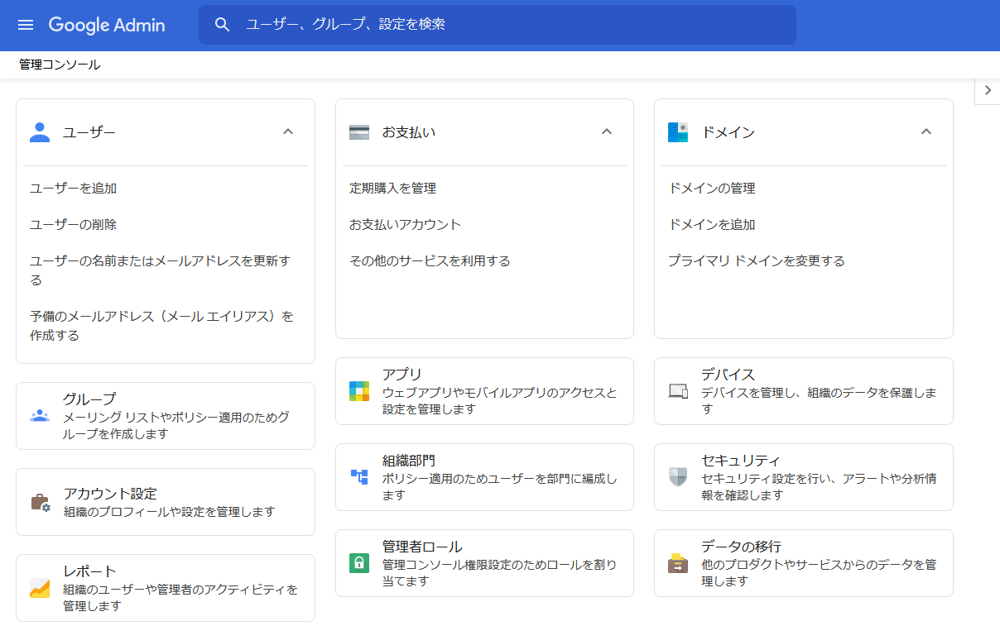 Google Admin
ユーザー、グループ、設定を検索
管理コンソール
ユーザー
ユーザーを追加
ユーザーの削除
ユーザーの名前またはメールアドレスを更新す
る
予備のメールアドレス（メール エイリアス）を
作成する
グループ
メーリング リストやポリシー適用のためグ
ループを作成します
アカウント設定
組織のプロフィールや設定を管理します
レポート
組織のユーザーや管理者のアクティビティを
管理します
お支払い
定期購入を管理
お支払いアカウント
その他のサービスを利用する
アプリ
ウェブアプリやモバイルアプリのアクセスと
設定を管理します
組織部門
ポリシー適用のためユーザーを部門に編成し
ます
管理者ロール
管理コンソール権限設定のためロールを割り
当てます
ドメイン
ドメインの管理
ドメインを追加
プライマリ ドメインを変更する
デバイス
デバイスを管理し、組織のデータを保護しま
す
セキュリティ
セキュリティ設定を行い、アラートや分析情
報を確認します
データの移行
他のプロダクトやサービスからのデータを管
理します